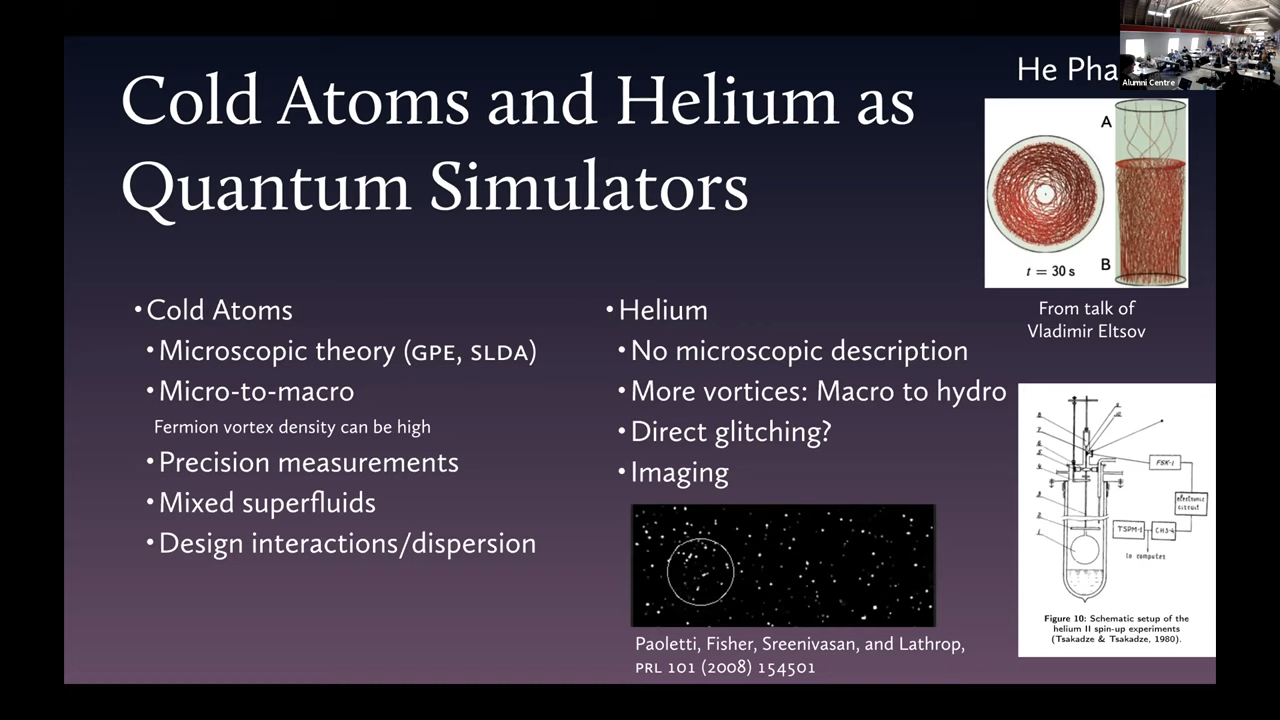 Cold Atoms and Helium as
Quantum Simulators
He Pha
Alumni Centre
•Cold Atoms
•Microscopic theory (GPE, SLDA)
•Micro-to-macro
Fermion vortex density can be high
•Precision measurements
•Mixed superfluids
•Design interactions/dispersion
•Helium
•No microscopic description
•More vortices: Macro to hydro
•Direct glitching?
•Imaging
Paoletti, Fisher, Sreenivasan, and Lathrop,
PRL 101 (2008) 154501
A
B
t = 30 s
From talk of
Vladimir Eltsov
FSK-1
electronic
circuit
TSPM-1
CH3-4
to computer
Figure 10: Schematic setup of the
helium II spin-up experiments
(Tsakadze & Tsakadze, 1980).